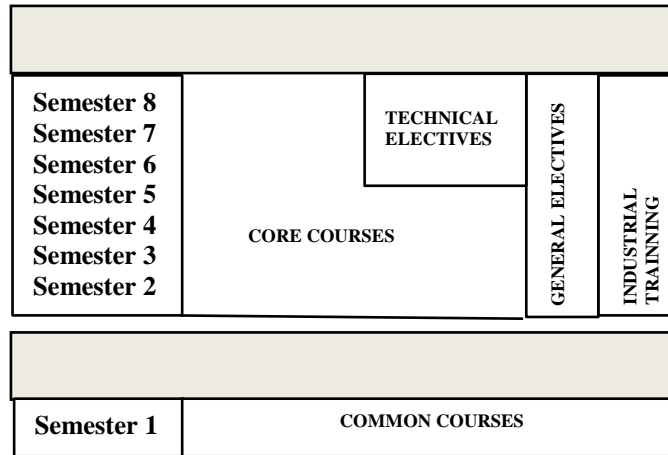 Semester 8
Semester 7
Semester 6
Semester 5
Semester 4
Semester 3
Semester 2
CORE COURSES
TECHNICAL
ELECTIVES
GENERAL ELECTIVES
INDUSTRIAL
TRAINNING
Semester 1
COMMON COURSES